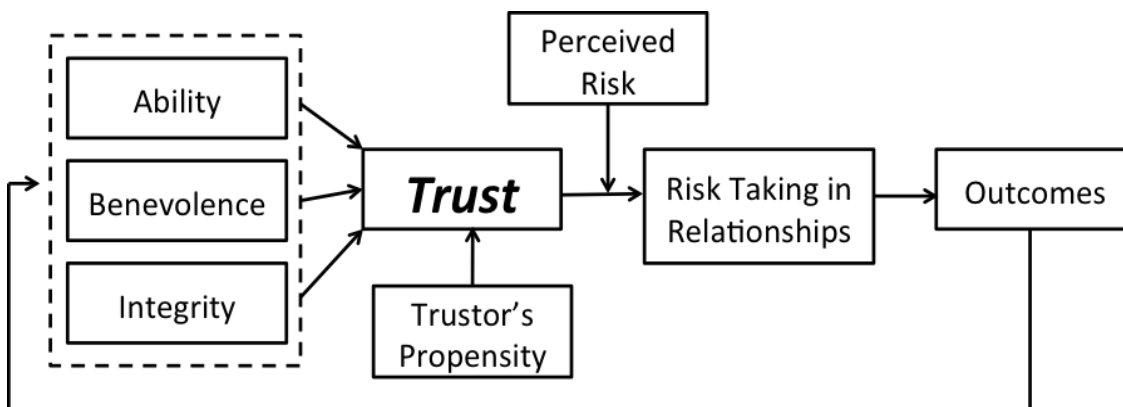 Perceived
Risk
Ability
Benevolence
Integrity
Trust
Trustor’s
Propensity
Risk Taking in
Relationships
Outcomes